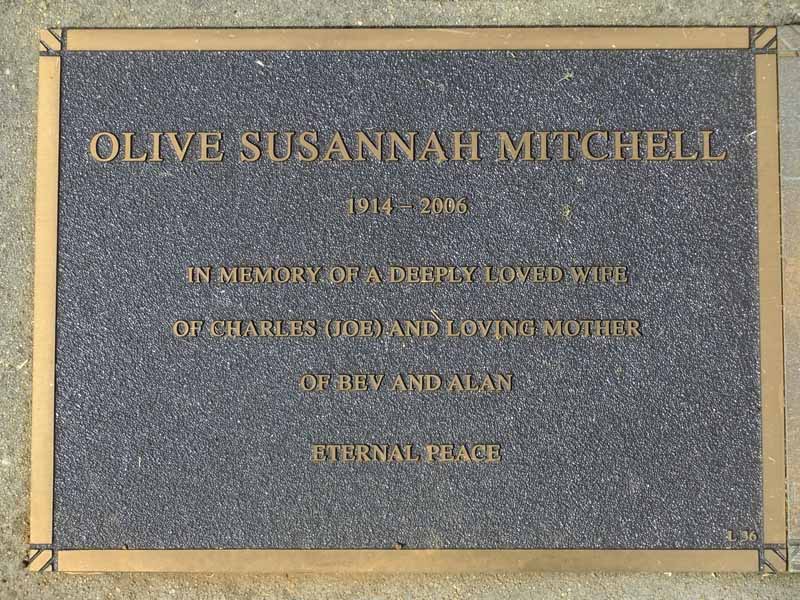 OLIVE SUSANNAH MITCHELL
1914 – 2006
IN MEMORY OF A DEEPLY LOVED WIFE
OF CHARLES (JOE) AND LOVING MOTHER
OF BEV AND ALAN
ETERNAL PEACE
L 36